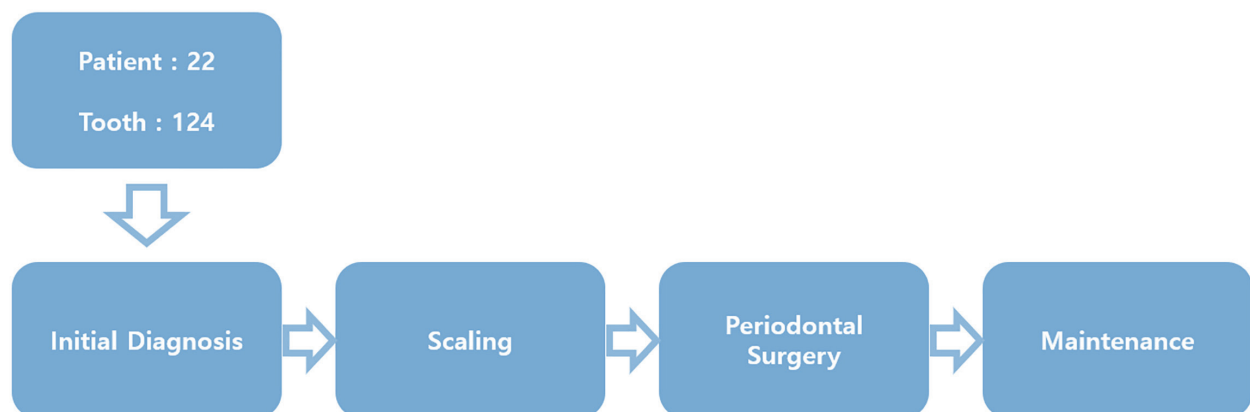 Patient : 22
Tooth : 124
Initial Diagnosis
Scaling
Periodontal
Surgery
Maintenance